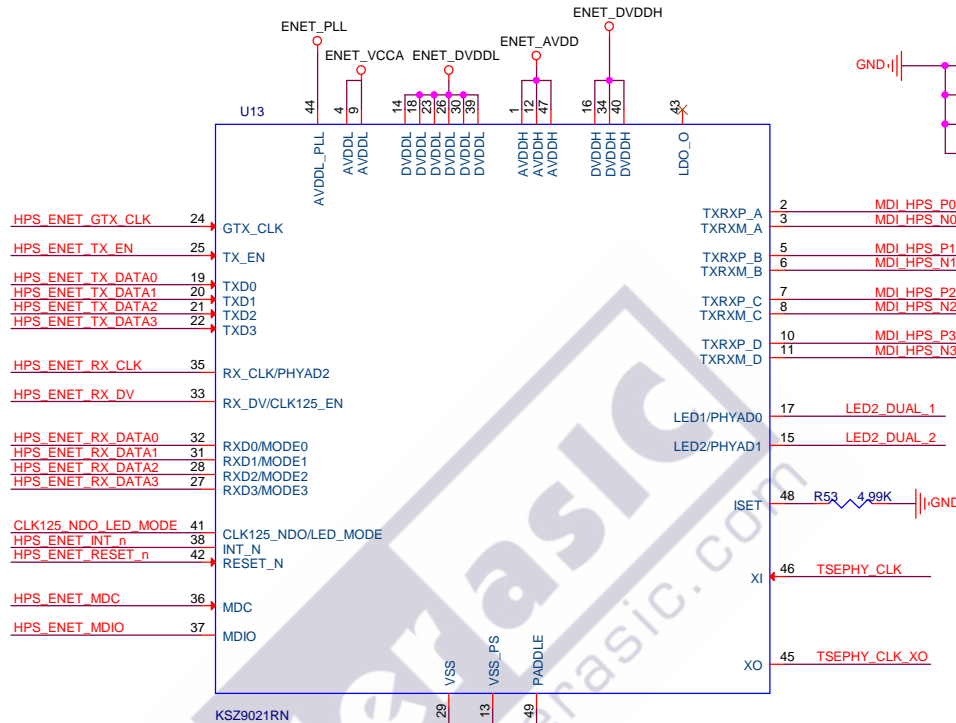 ENET_PLL
ENET_VCCA
ENET_DVDDL
ENET_AVDD
ENET_DVDDH
GND
U13
44
4
9
14
18
23
26
30
39
1
12
47
16
34
40
43
AVDDL_PLL
AVDDL
AVDDL
DVDDL
DVDDL
DVDDL
DVDDL
DVDDL
DVDDL
AVDDH
AVDDH
AVDDH
DVDDH
DVDDH
DVDDH
LDO_O
HPS_ENET_GTX_CLK 24 GTX_CLK
HPS_ENET_TX_EN 25 TX_EN
HPS_ENET_TX_DATA0 19 TXD0
HPS_ENET_TX_DATA1 20 TXD1
HPS_ENET_TX_DATA2 21 TXD2
HPS_ENET_TX_DATA3 22 TXD3
HPS_ENET_RX_CLK 35 RX_CLK/PHYAD2
HPS_ENET_RX_DV 33 RX_DV/CLK125_EN
HPS_ENET_RX_DATA0 32 RXD0/MODE0
HPS_ENET_RX_DATA1 31 RXD1/MODE1
HPS_ENET_RX_DATA2 28 RXD2/MODE2
HPS_ENET_RX_DATA3 27 RXD3/MODE3
CLK125_NDO_LED_MODE 41 CLK125_NDO/LED_MODE
HPS_ENET_INT_n 38 INT_N
HPS_ENET_RESET_n 42 RESET_N
HPS_ENET_MDC 36 MDC
HPS_ENET_MDIO 37 MDIO
TXRXP_A 2 MDI_HPS_P0
TXRXM_A 3 MDI_HPS_N0
TXRXP_B 5 MDI_HPS_P1
TXRXM_B 6 MDI_HPS_N1
TXRXP_C 7 MDI_HPS_P2
TXRXM_C 8 MDI_HPS_N2
TXRXP_D 10 MDI_HPS_P3
TXRXM_D 11 MDI_HPS_N3
LED1/PHYAD0 17 LED2_DUAL_1
LED2/PHYAD1 15 LED2_DUAL_2
ISET 48 R53 4.99K GND
XI 46 TSEPHY_CLK
XO 45 TSEPHY_CLK_XO
VSS
VSS_PS
PADDLE
29
13
49
KSZ9021RN
erasic
erasic.com